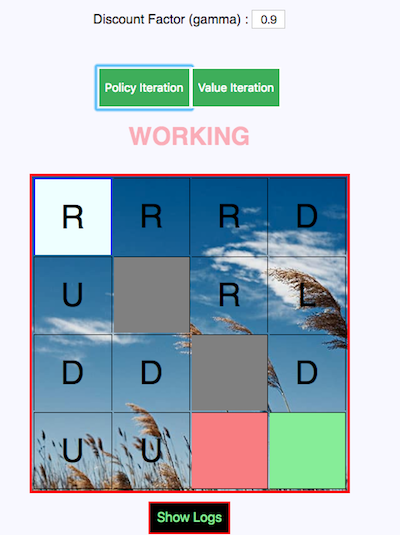 Discount Factor (gamma) : 0.9
Policy Iteration Value Iteration
WORKING
R R R D
U R L
D D D
U U
Show Logs